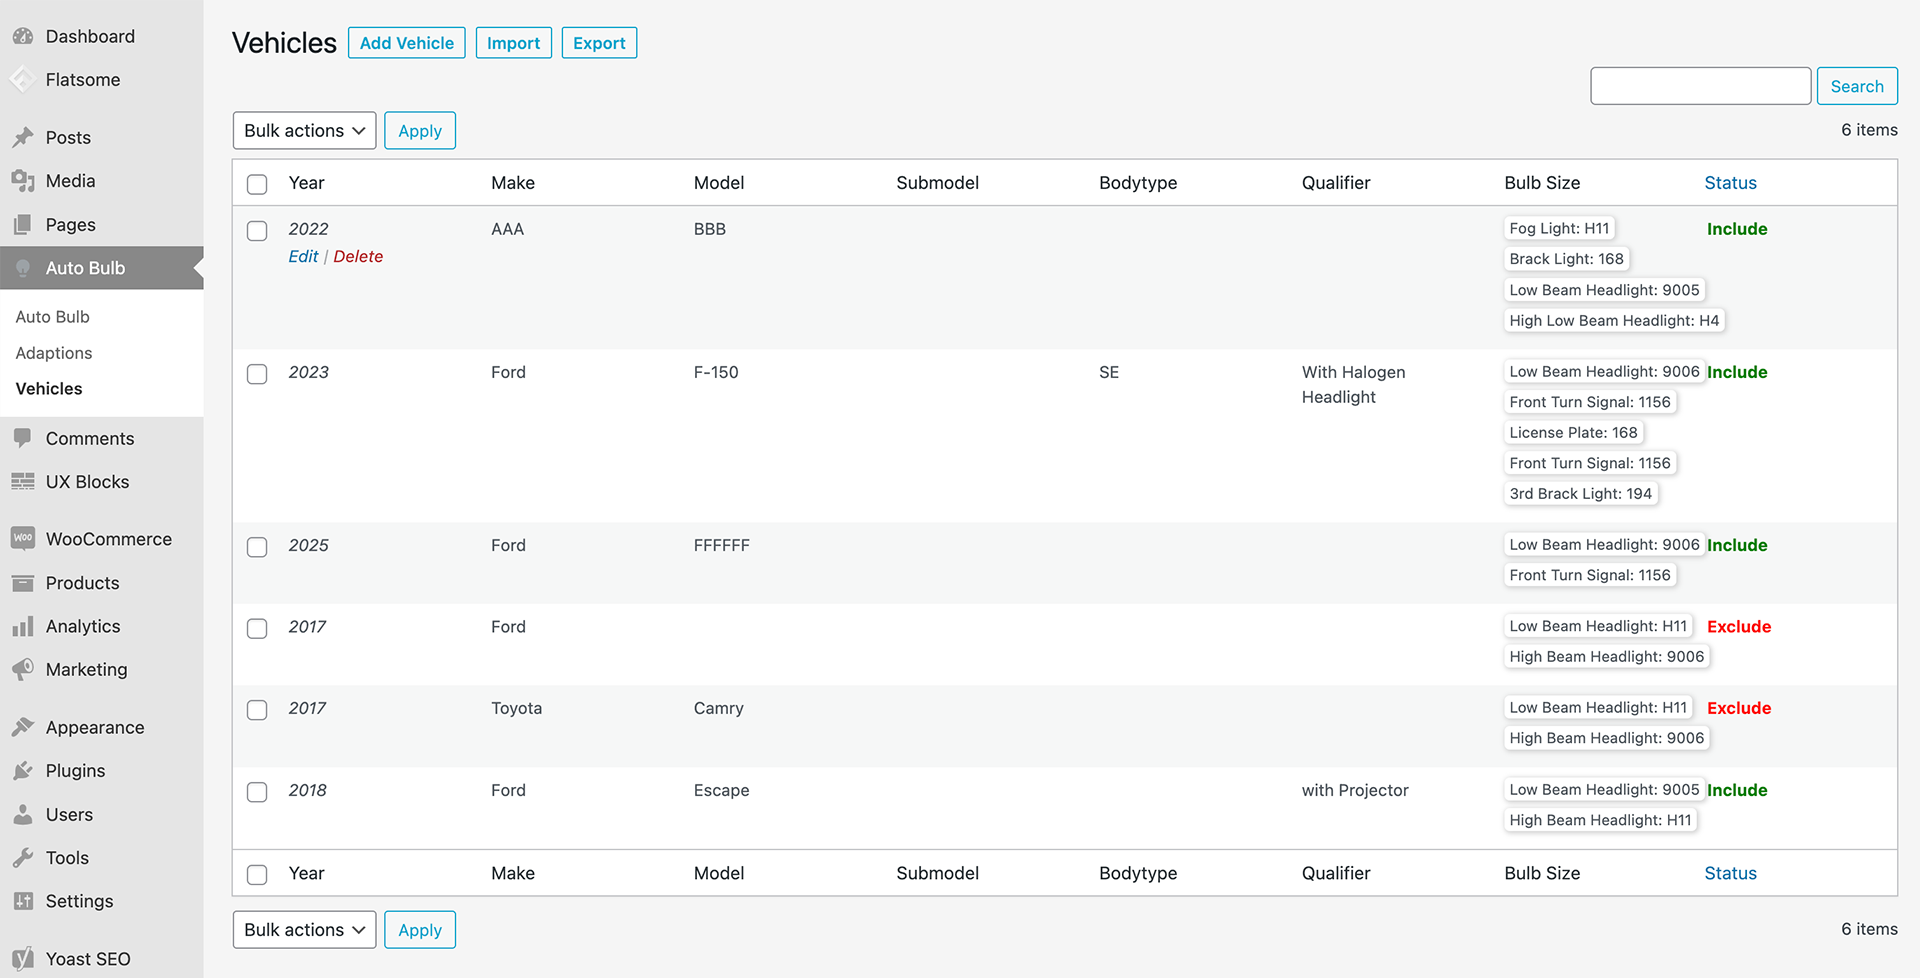 Dashboard
Flatsome
Posts
Media
Pages
Auto Bulb
Auto Bulb
Adaptions
Vehicles
Comments
UX Blocks
WOO WooCommerce
Products
Analytics
Marketing
Appearance
Plugins
Users
Tools
Settings
Yoast SEO
Vehicles Add Vehicle Import Export
Search
Bulk actions Apply 6 items
Year Make Model Submodel Bodytype Qualifier Bulb Size Status
2022 AAA BBB Fog Light: H11 Include
Edit | Delete Brack Light: 168
Low Beam Headlight: 9005
High Low Beam Headlight: H4
2023 Ford F-150 SE With Halogen Low Beam Headlight: 9006 Include
Headlight Front Turn Signal: 1156
License Plate: 168
Front Turn Signal: 1156
3rd Brack Light: 194
2025 Ford FFFFFF Low Beam Headlight: 9006 Include
Front Turn Signal: 1156
2017 Ford Low Beam Headlight: H11 Exclude
High Beam Headlight: 9006
2017 Toyota Camry Low Beam Headlight: H11 Exclude
High Beam Headlight: 9006
2018 Ford Escape with Projector Low Beam Headlight: 9005 Include
High Beam Headlight: H11
Year Make Model Submodel Bodytype Qualifier Bulb Size Status
Bulk actions Apply 6 items